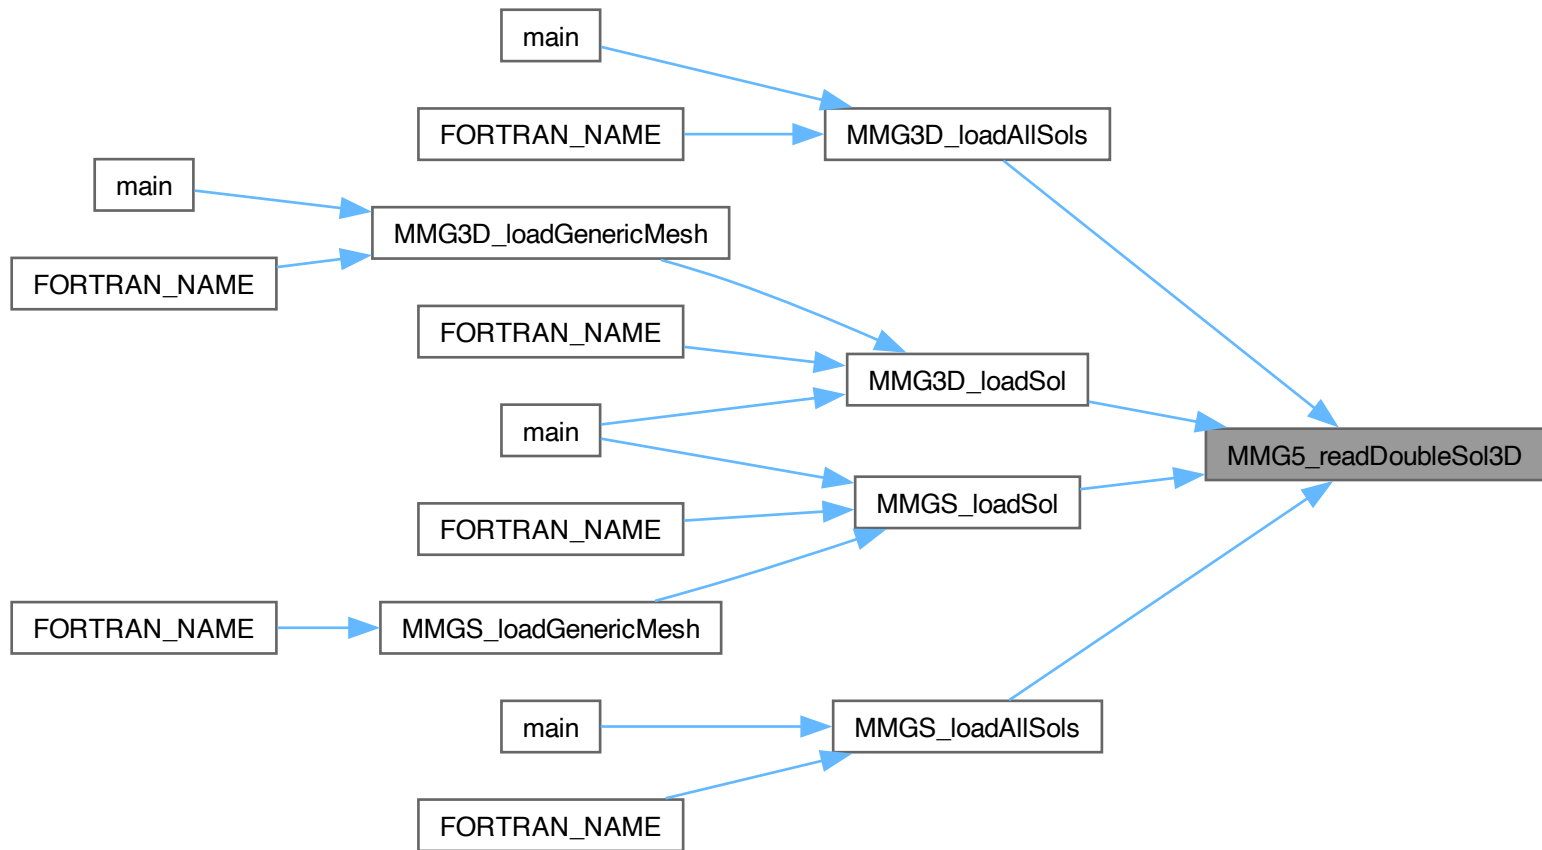 main
FORTRAN_NAME
MMG3D_loadAllSols
main
MMG3D_loadGenericMesh
FORTRAN_NAME
FORTRAN_NAME
MMG3D_loadSol
main
MMG5_readDoubleSol3D
MMGS_loadSol
FORTRAN_NAME
FORTRAN_NAME
MMGS_loadGenericMesh
main
MMGS_loadAllSols
FORTRAN_NAME